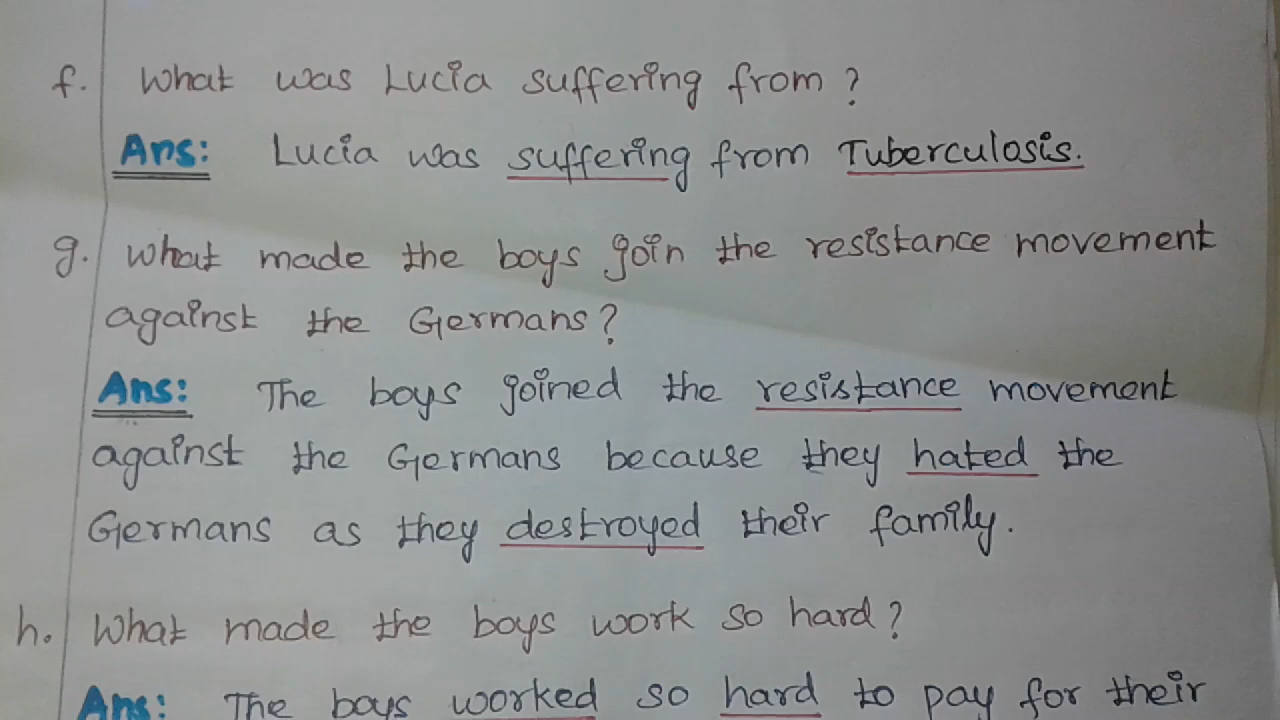 f. What was Lucia suffering from?
Ans: Lucia was suffering from Tuberculosis.
g. What made the boys join the resistance movement
against the Germans?
Ans: The boys joined the resistance movement
against the Germans because they hated the
Germans as they destroyed their family.
h. What made the boys work so hard?
Ans: The boys worked so hard to pay for their